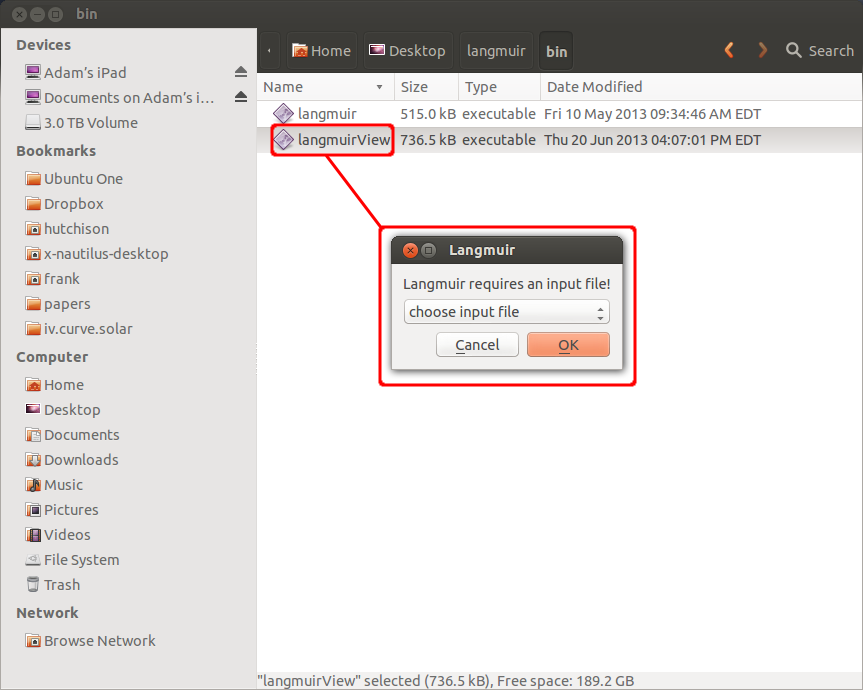 bin
Devices
Adam's iPad
Documents on Adam's i...
3.0 TB Volume
Bookmarks
Ubuntu One
Dropbox
hutchison
x-nautilus-desktop
frank
papers
iv.curve.solar
Computer
Home
Desktop
Documents
Downloads
Music
Pictures
Videos
File System
Trash
Network
Browse Network
Home Desktop langmuir bin Search
Name Size Type Date Modified
langmuir 515.0 kB executable Fri 10 May 2013 09:34:46 AM EDT
langmuirView 736.5 kB executable Thu 20 Jun 2013 04:07:01 PM EDT
Langmuir
Langmuir requires an input file!
choose input file
Cancel OK
"langmuirView" selected (736.5 kB), Free space: 189.2 GB